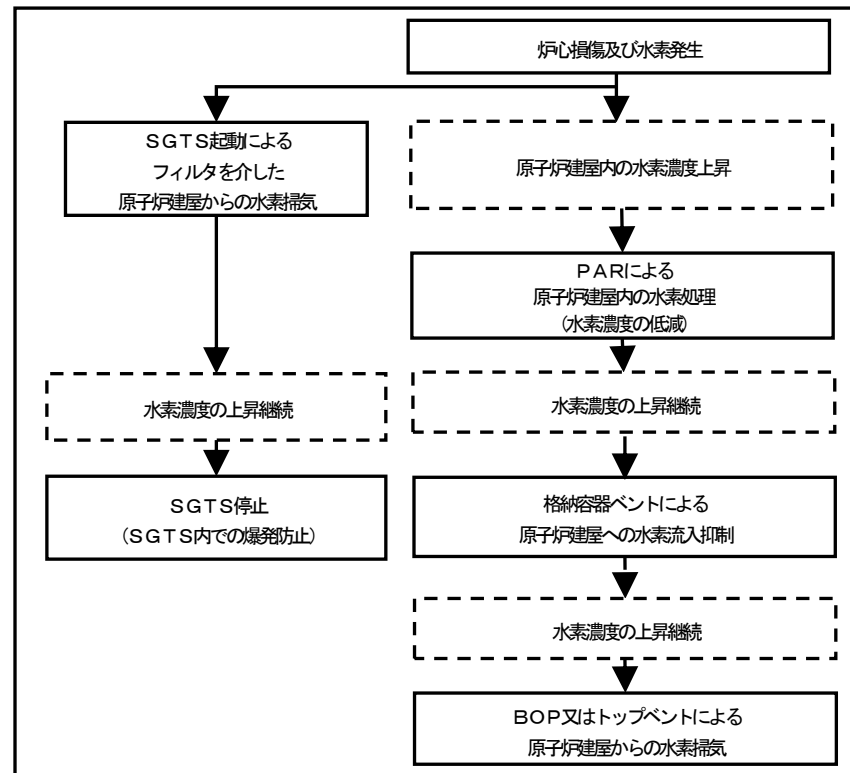 炉心損傷及び水素発生
SGTS起動による
フィルタを介した
原子炉建屋からの水素掃気
水素濃度の上昇継続
SGTS停止
(SGTS内での爆発防止)
原子炉建屋内の水素濃度上昇
PARによる
原子炉建屋内の水素処理
(水素濃度の低減)
水素濃度の上昇継続
格納容器ベントによる
原子炉建屋への水素流入抑制
水素濃度の上昇継続
BOP又はトップベントによる
原子炉建屋からの水素掃気